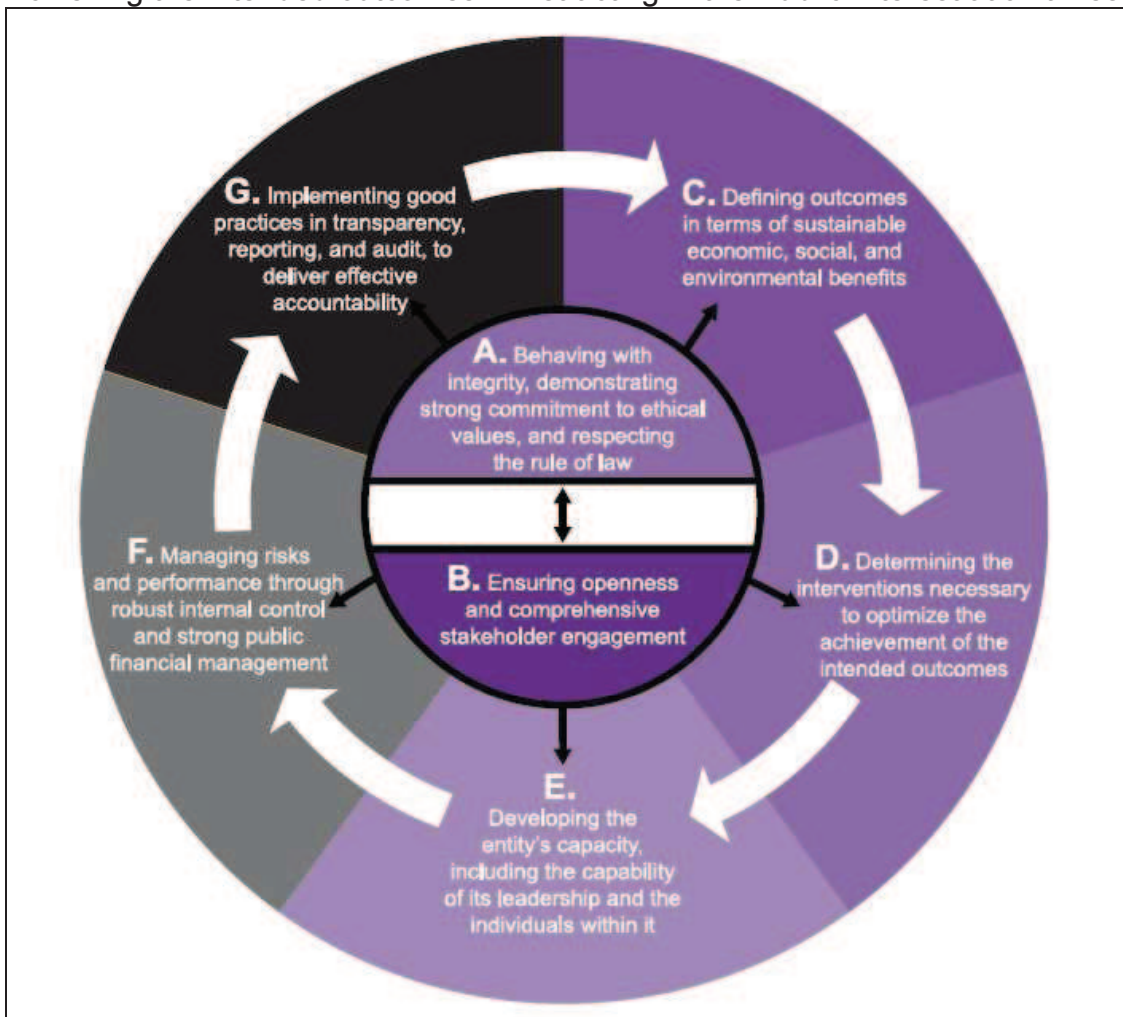 G. Implementing good
practices in transparency,
reporting, and audit, to
deliver effective
accountability
C. Defining outcomes
in terms of sustainable
economic, social, and
environmental benefits
A. Behaving with
integrity, demonstrating
strong commitment to ethical
values, and respecting
the rule of law
F. Managing risks
and performance through
robust internal control
and strong public
financial management
B. Ensuring openness
and comprehensive
stakeholder engagement
D. Determining the
interventions necessary
to optimize the
achievement of the
intended outcomes
E.
Developing the
entity's capacity,
including the capability
of its leadership and the
individuals within it